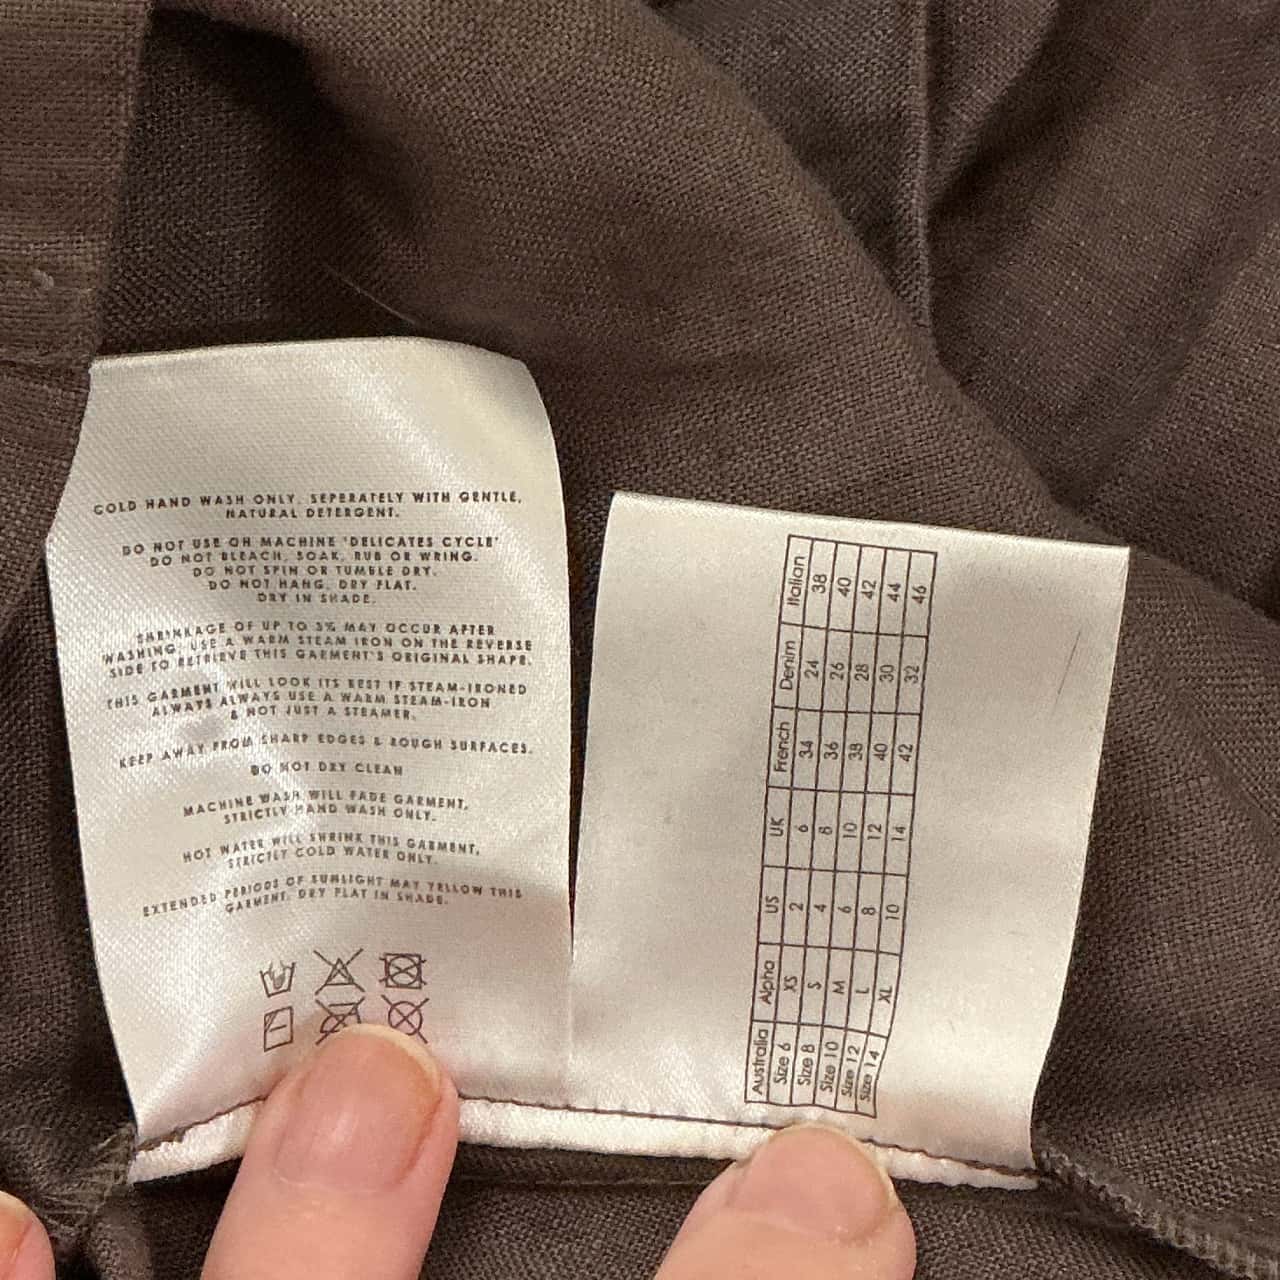 COLD HAND WASH ONLY, SEPERATELY WITH GENTLE,
NATURAL DETERGENT.
DO NOT USE ON MACHINE 'DELICATES CYCLE'
DO NOT BLEACH, SOAK, RUB OR WRING.
DO NOT SPIN OR TUMBLE DRY.
DO NOT HANG, DRY FLAT.
DRY IN SHADE.
SHRINKAGE OF UP TO 3% MAY OCCUR AFTER
WASHING, USE A WARM STEAM IRON ON THE REVERSE
SIDE TO RETRIEVE THIS GARMENT'S ORIGINAL SHAPE.
THIS GARMENT WILL LOOK ITS BEST IF STEAM-IRONED
ALWAYS ALWAYS USE A WARM STEAM-IRON
& NOT JUST A STEAMER.
KEEP AWAY FROM SHARP EDGES & ROUGH SURFACES.
DO NOT DRY CLEAN
MACHINE WASH WILL FADE GARMENT,
STRICTLY HAND WASH ONLY.
HOT WATER WILL SHRINK THIS GARMENT,
STRICTLY COLD WATER ONLY.
EXTENDED PERIODS OF SUNLIGHT MAY YELLOW THIS
GARMENT. DRY FLAT IN SHADE.
Australia Alpha US UK French Denim Italian
Size 6 XS 2 6 34 24 38
Size 8 S 4 8 36 26 40
Size 10 M 6 10 38 28 42
Size 12 L 8 12 40 30 44
Size 14 XL 10 14 42 32 46